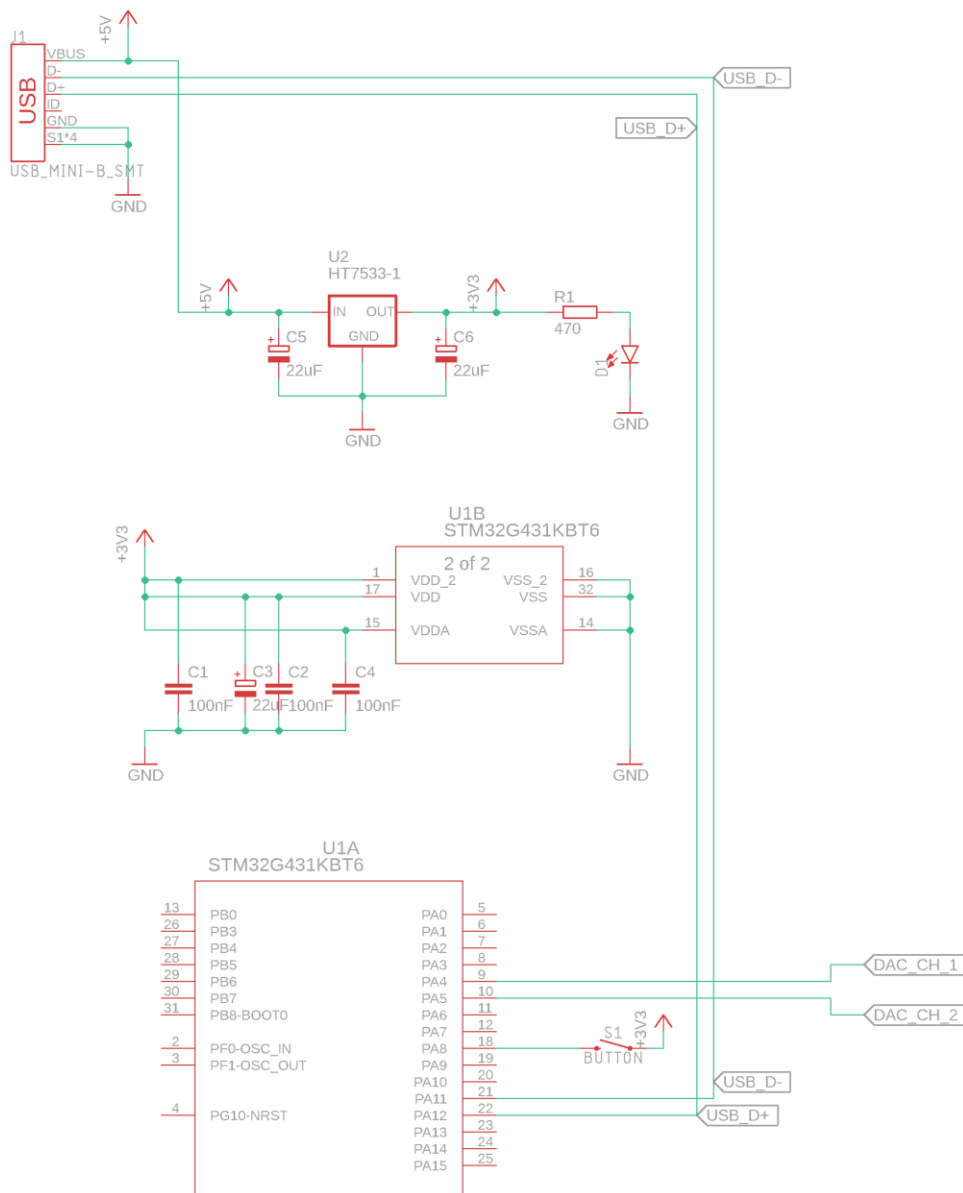 +5V
J1
VBUS
D-
D+
ID
GND
S1*4
USB
USB_MINI-B_SMT
GND
USB_D-
USB_D+
U2
HT7533-1
+5V
IN
OUT
GND
+3V3
R1
470
C5
22uF
C6
22uF
D1
GND
GND
+3V3
U1B
STM32G431KBT6
2 of 2
1 VDD_2 VSS_2 16
17 VDD VSS 32
15 VDDA VSSA 14
C1
100nF
C3
22uF
C2
100nF
C4
100nF
GND
GND
U1A
STM32G431KBT6
13 PB0 PA0 5
26 PB3 PA1 6
27 PB4 PA2 7
28 PB5 PA3 8
29 PB6 PA4 9
30 PB7 PA5 10
31 PB8-BOOT0 PA6 11
PA7 12
2 PF0-OSC_IN PA8 18
3 PF1-OSC_OUT PA9 19
PA10 20
PA11 21
4 PG10-NRST PA12 22
PA13 23
PA14 24
PA15 25
DAC_CH_1
DAC_CH_2
S1
BUTTON
+3V3
USB_D-
USB_D+